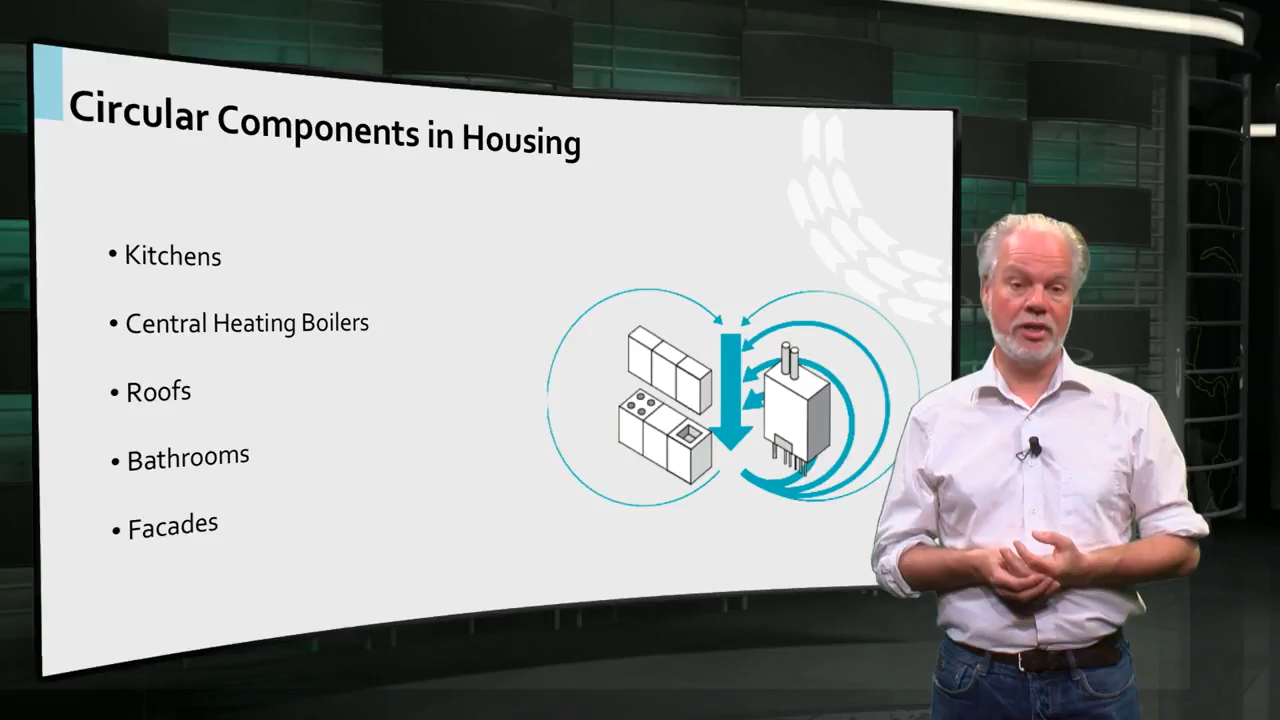 Circular Components in Housing
• Kitchens
• Central Heating Boilers
• Roofs
• Bathrooms
• Facades